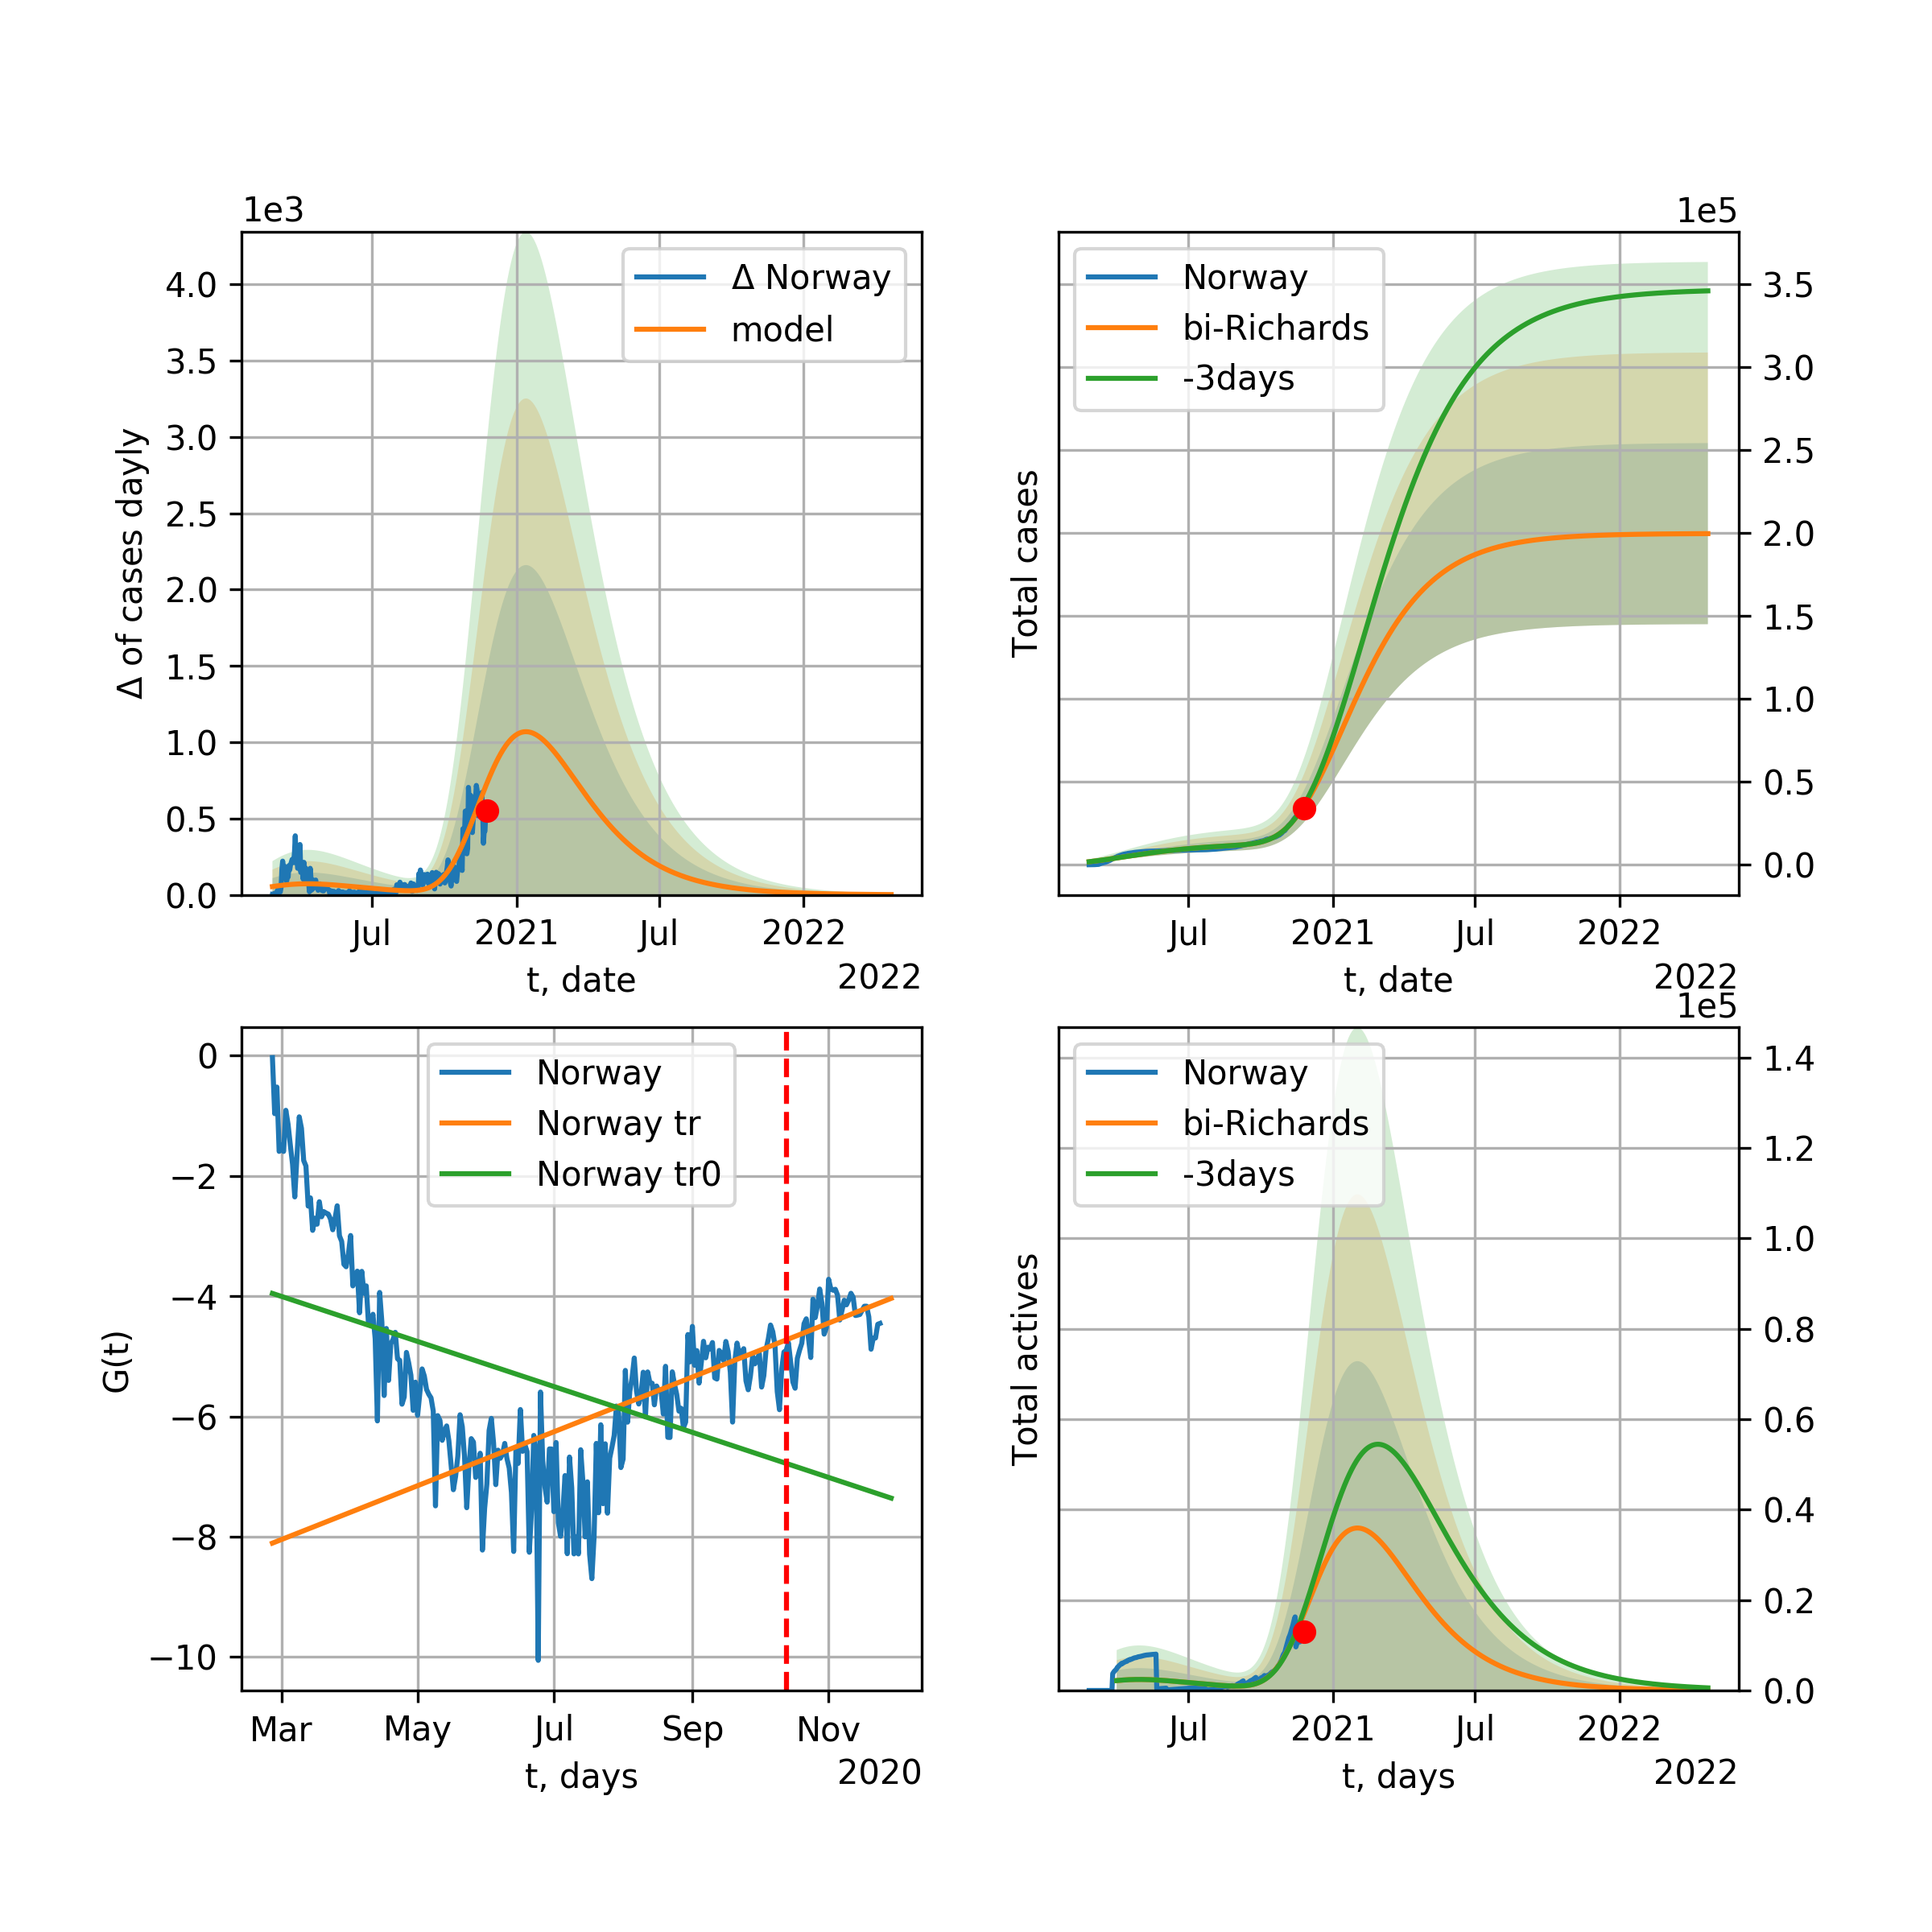 1e3
Δ of cases dayly
4.0
3.5
3.0
2.5
2.0
1.5
1.0
0.5
0.0
Δ Norway
model
Jul
2021
Jul
2022
t, date
2022
1e5
Total cases
Norway
bi-Richards
-3days
3.5
3.0
2.5
2.0
1.5
1.0
0.5
0.0
Jul
2021
Jul
2022
t, date
2022
G(t)
0
−2
−4
−6
−8
−10
Norway
Norway tr
Norway tr0
Mar
May
Jul
Sep
Nov
t, days
2020
1e5
Total actives
Norway
bi-Richards
-3days
1.4
1.2
1.0
0.8
0.6
0.4
0.2
0.0
Jul
2021
Jul
2022
t, days
2022